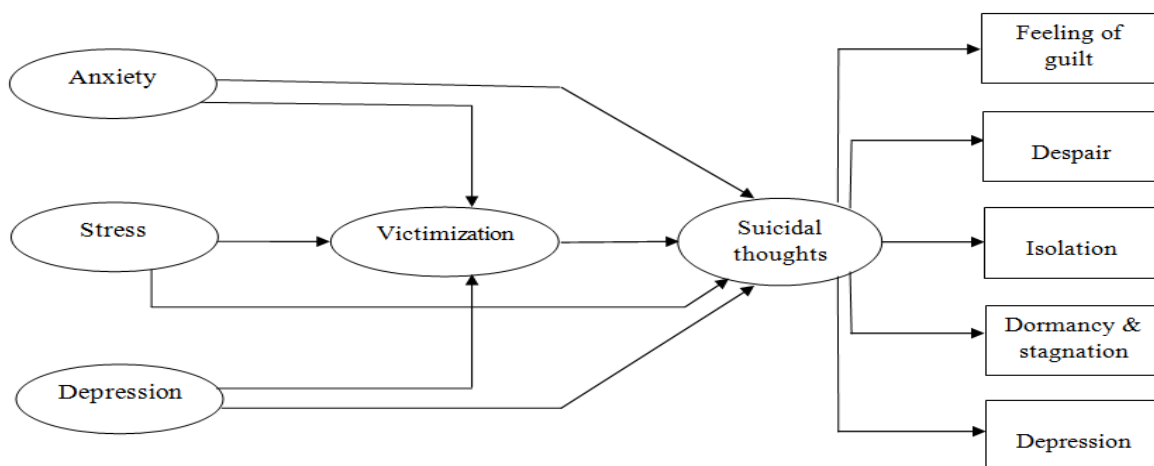 Anxiety
Stress
Depression
Victimization
Suicidal
thoughts
Feeling of
guilt
Despair
Isolation
Dormancy &
stagnation
Depression